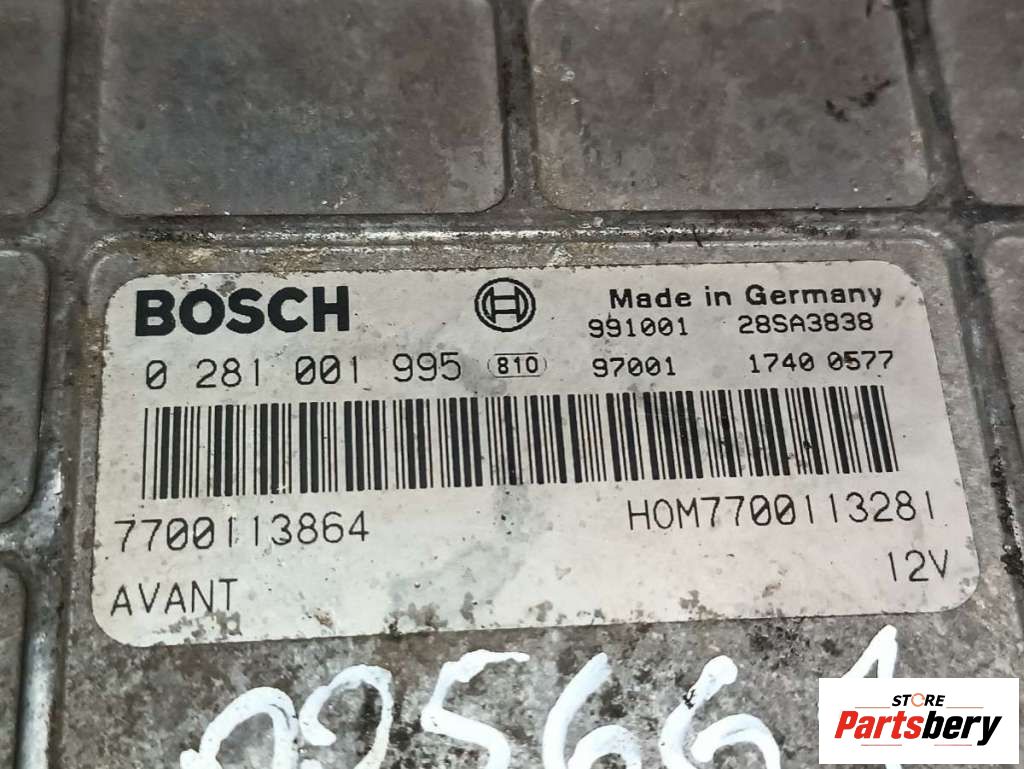 BOSCH Made in Germany
991001 28SA3838
0 281 001 995 810 97001 1740 0577
7700113864 HOM7700113281
AVANT 12V
STORE
Partsbery